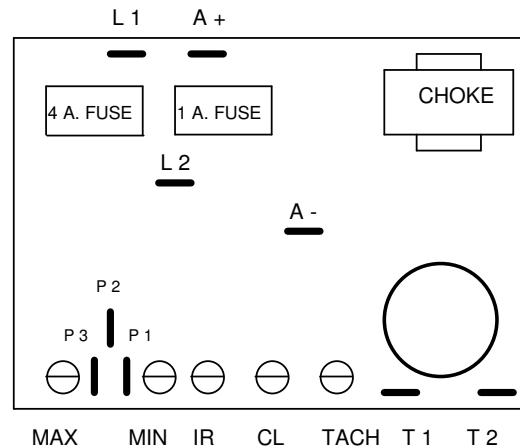 L 1 A +
CHOKE
4 A. FUSE 1 A. FUSE
L 2
A -
P 2
P 3 P 1
MAX MIN IR CL TACH T 1 T 2